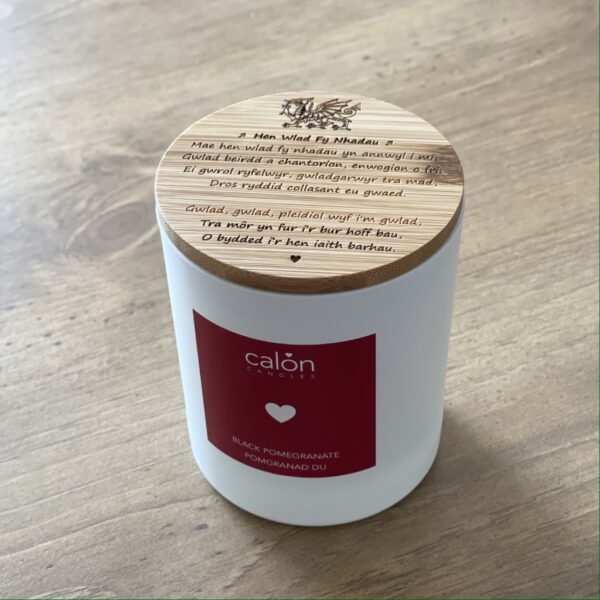 ♬ Hen Wlad Fy Nhadau ♬
Mae hen wlad fy nhadau yn annwyl i mi,
Gwlad beirdd a chantorion, enwogion o fri.
Ei gwrol ryfelwyr, gwladgarwyr tra mad,
Dros ryddid collasant eu gwaed.
Gwlad, gwlad, pleidiol wyf i'm gwlad,
Tra môr yn fur i'r bur hoff bau,
O bydded i'r hen iaith barhau.
calon
CANDLES
BLACK POMEGRANATE
POMGRANAD DU